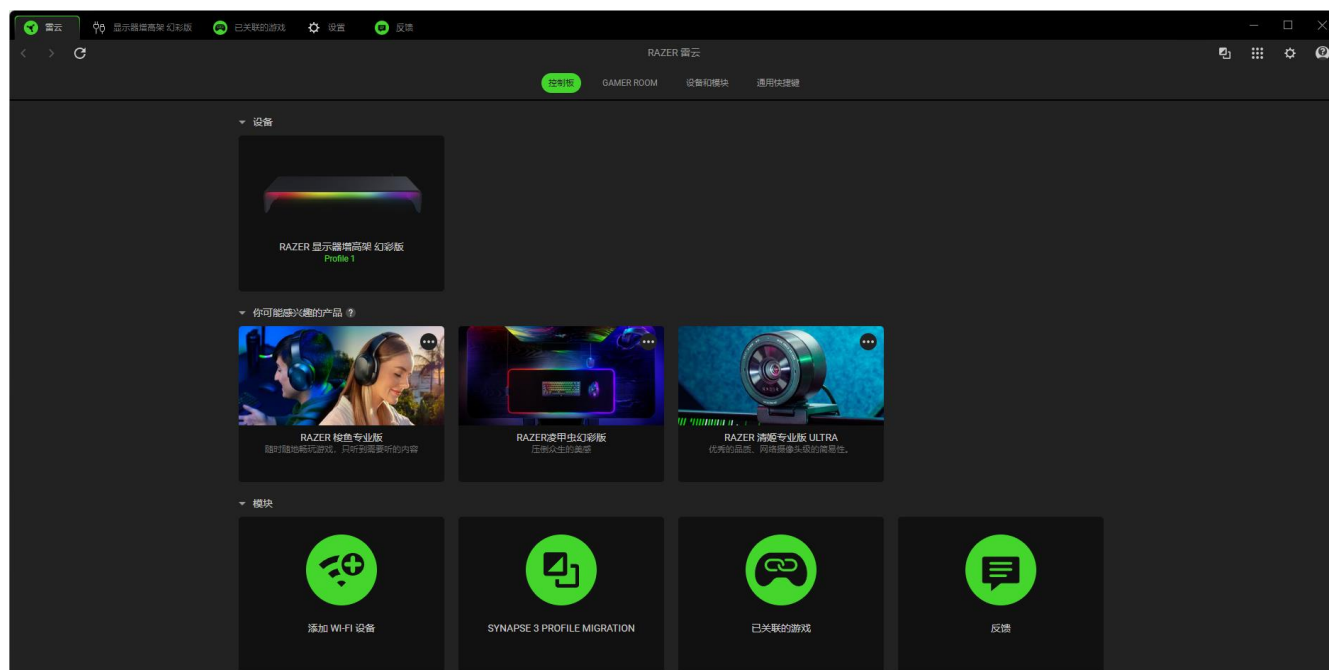 雷云 显示器增高架 幻彩版 已关联的游戏 设置 反馈
RAZER 雷云
控制板 GAMER ROOM 设备和模块 通用快捷键
设备
RAZER 显示器增高架 幻彩版
Profile 1
你可能感兴趣的产品 ?
RAZER 梭鱼专业版
随时随地畅玩游戏，只听到需要听的内容
RAZER凌甲虫幻彩版
压倒众生的美感
RAZER 清姬专业版 ULTRA
优秀的品质、网络摄像头级的简易性。
模块
添加 WI-FI 设备
SYNAPSE 3 PROFILE MIGRATION
已关联的游戏
反馈